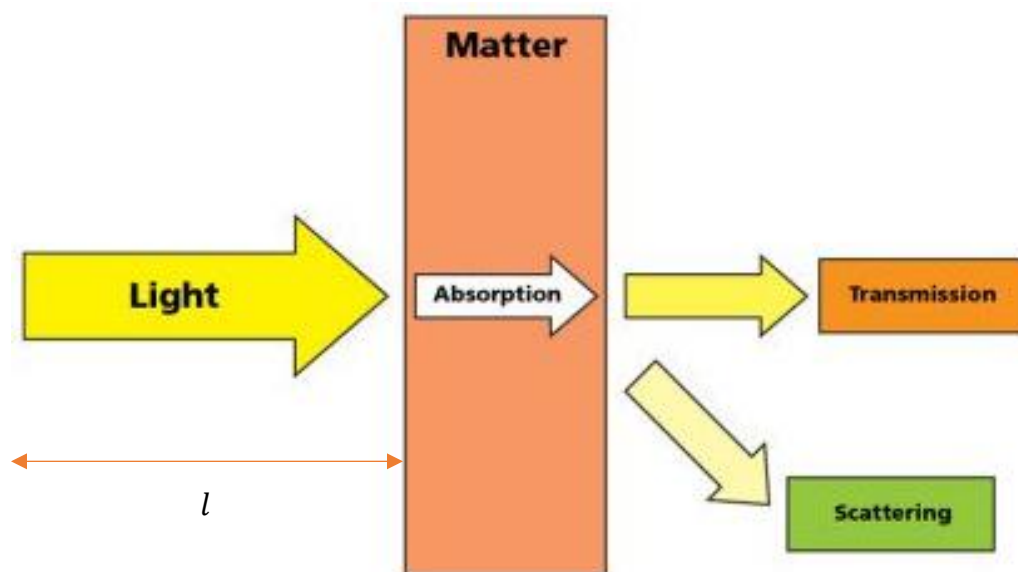 Matter
Light
Absorption
Transmission
l
Scattering